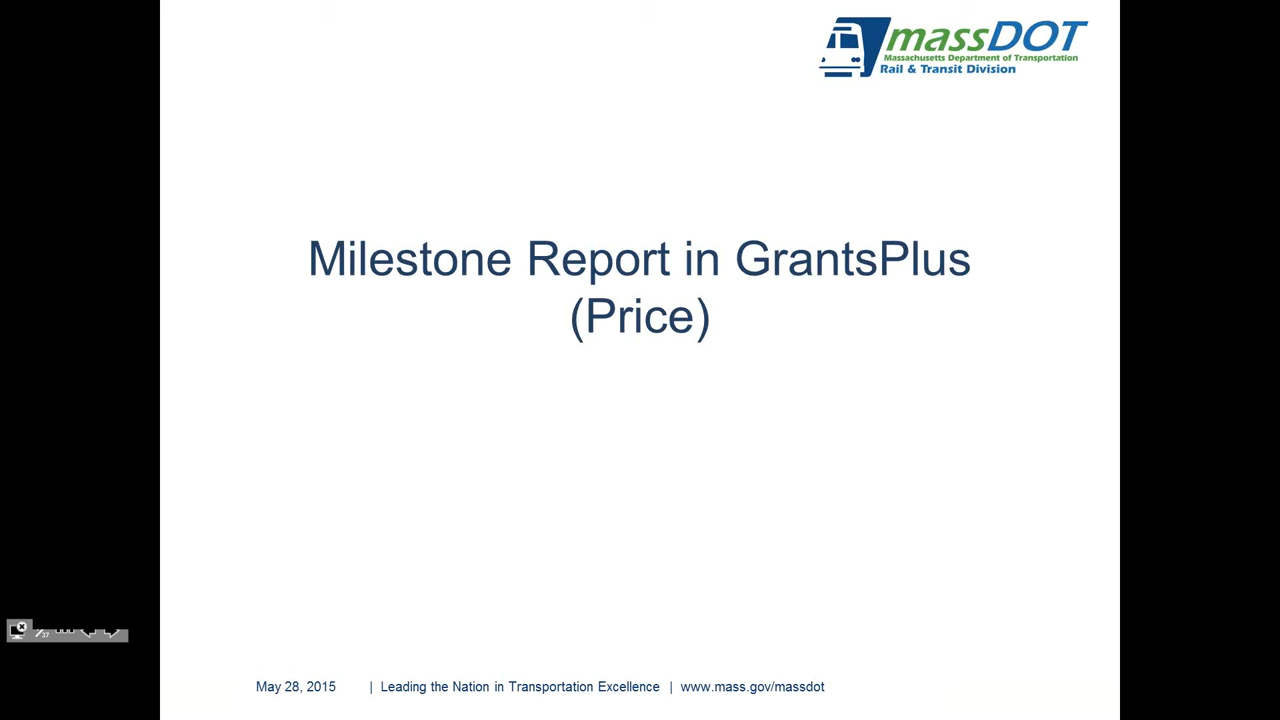 massDOT
Massachusetts Department of Transportation
Rail & Transit Division
Milestone Report in GrantsPlus
(Price)
/37
May 28, 2015 | Leading the Nation in Transportation Excellence | www.mass.gov/massdot